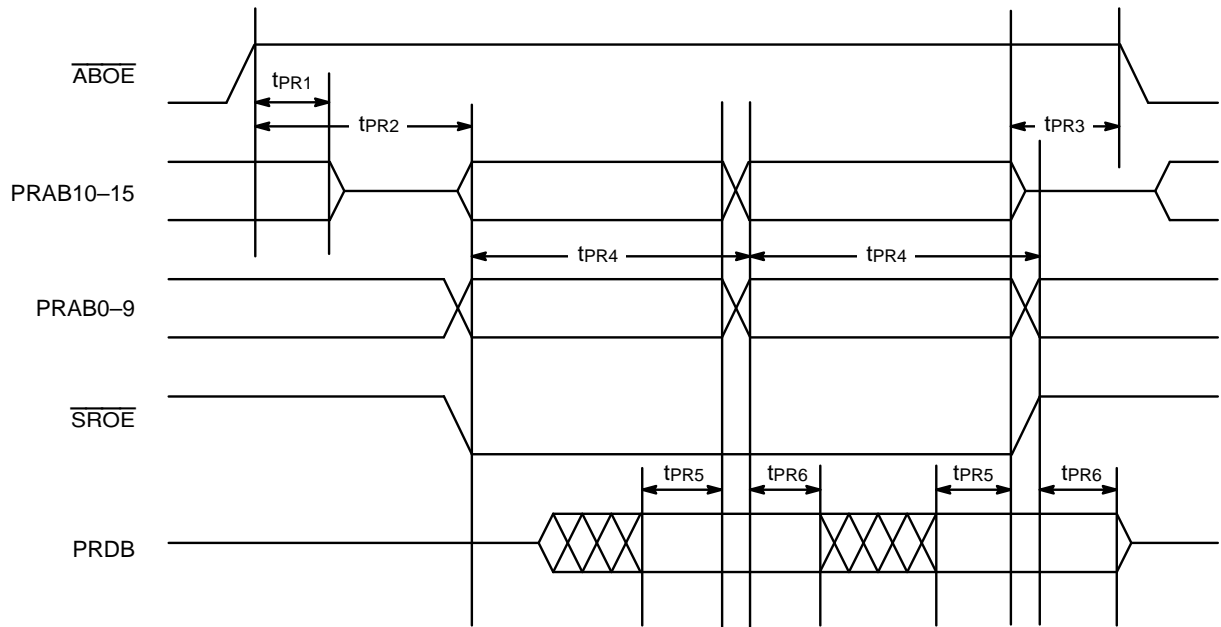 ABOE
tPR1
tPR2
tPR3
PRAB10–15
tPR4
tPR4
PRAB0–9
SROE
tPR5
tPR6
tPR5
tPR6
PRDB